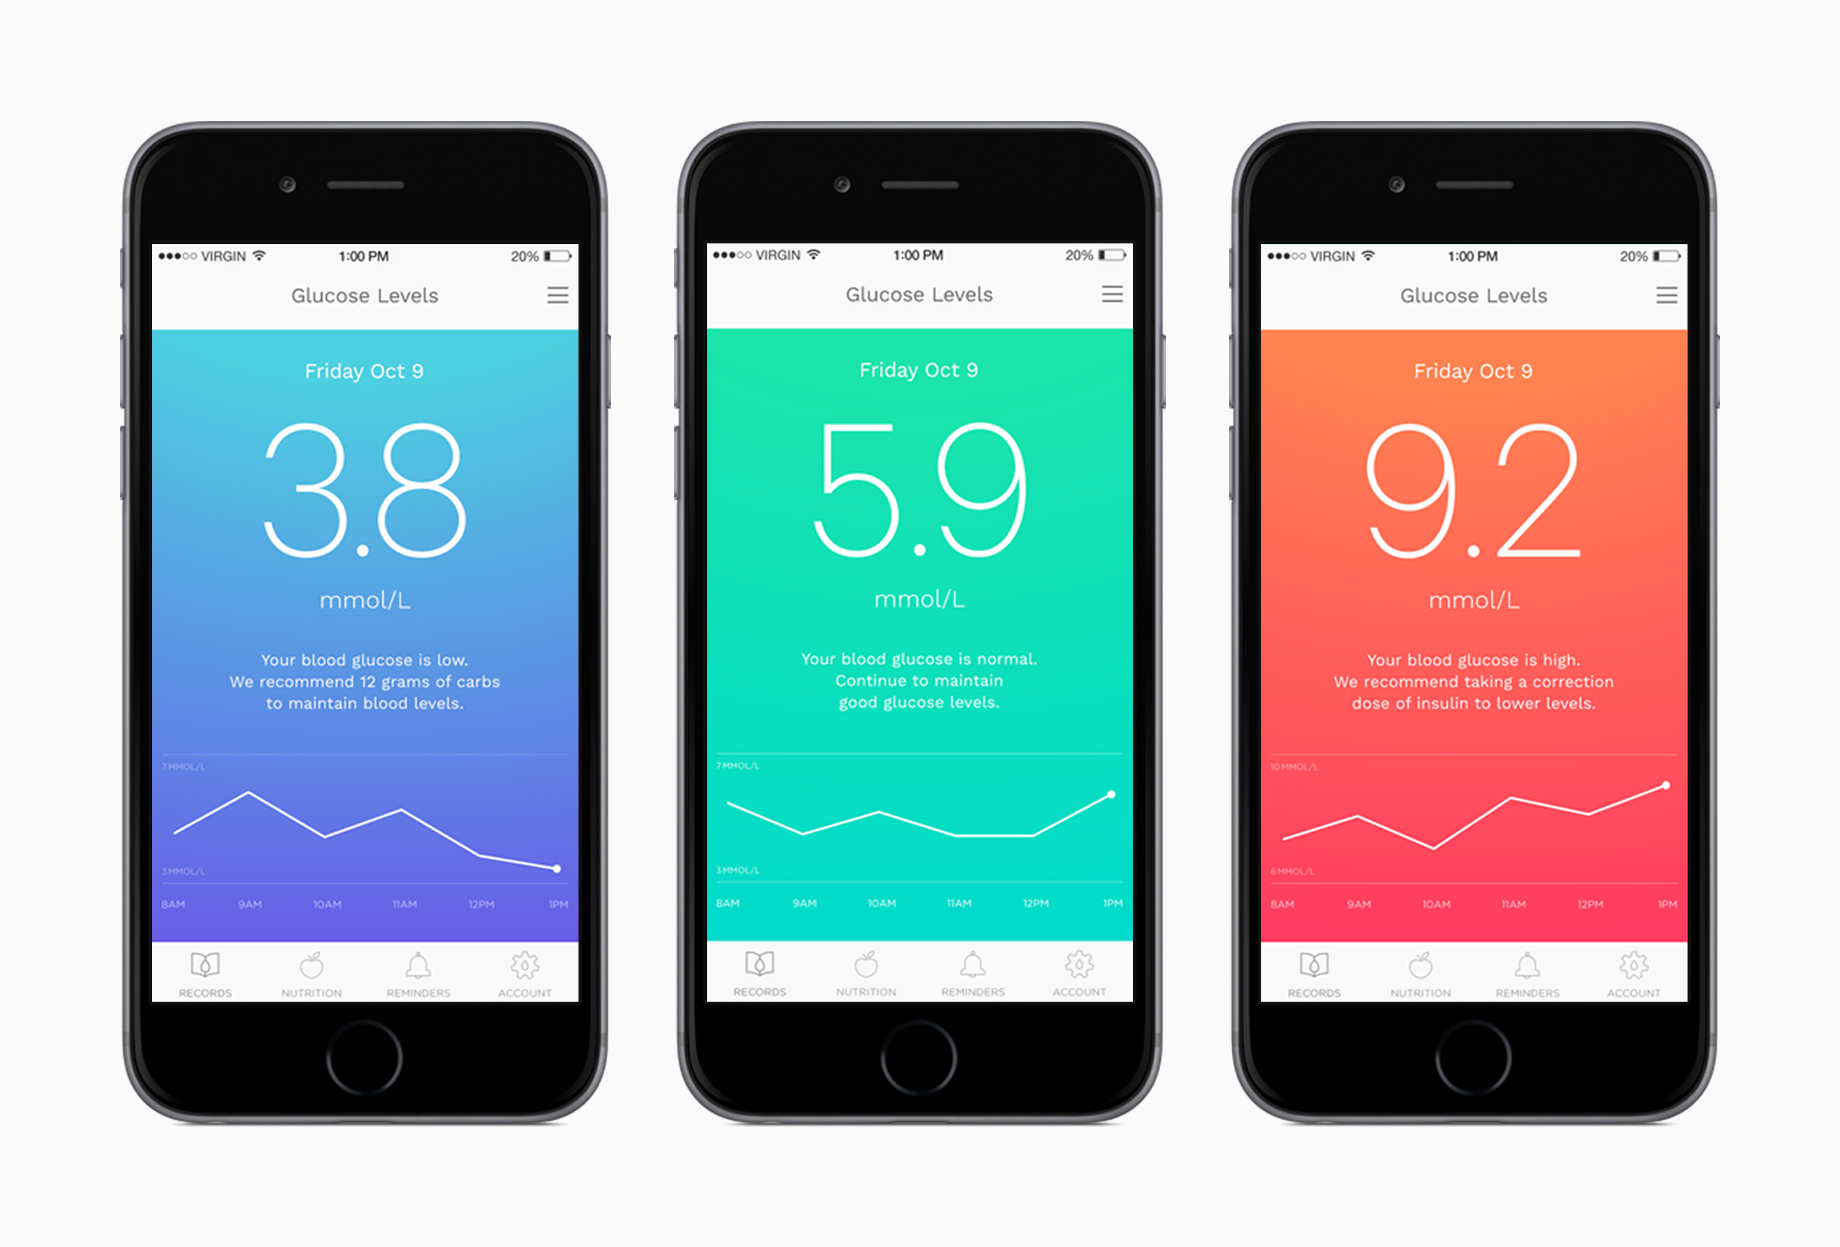 VIRGIN 1:00 PM 20%
Glucose Levels
Friday Oct 9
3.8
mmol/L
Your blood glucose is low.
We recommend 12 grams of carbs
to maintain blood levels.
7 MMOL/L
3 MMOL/L
8AM 9AM 10AM 11AM 12PM 1PM
RECORDS NUTRITION REMINDERS ACCOUNT
VIRGIN 1:00 PM 20%
Glucose Levels
Friday Oct 9
5.9
mmol/L
Your blood glucose is normal.
Continue to maintain
good glucose levels.
7 MMOL/L
3 MMOL/L
8AM 9AM 10AM 11AM 12PM 1PM
RECORDS NUTRITION REMINDERS ACCOUNT
VIRGIN 1:00 PM 20%
Glucose Levels
Friday Oct 9
9.2
mmol/L
Your blood glucose is high.
We recommend taking a correction
dose of insulin to lower levels.
10 MMOL/L
6 MMOL/L
8AM 9AM 10AM 11AM 12PM 1PM
RECORDS NUTRITION REMINDERS ACCOUNT